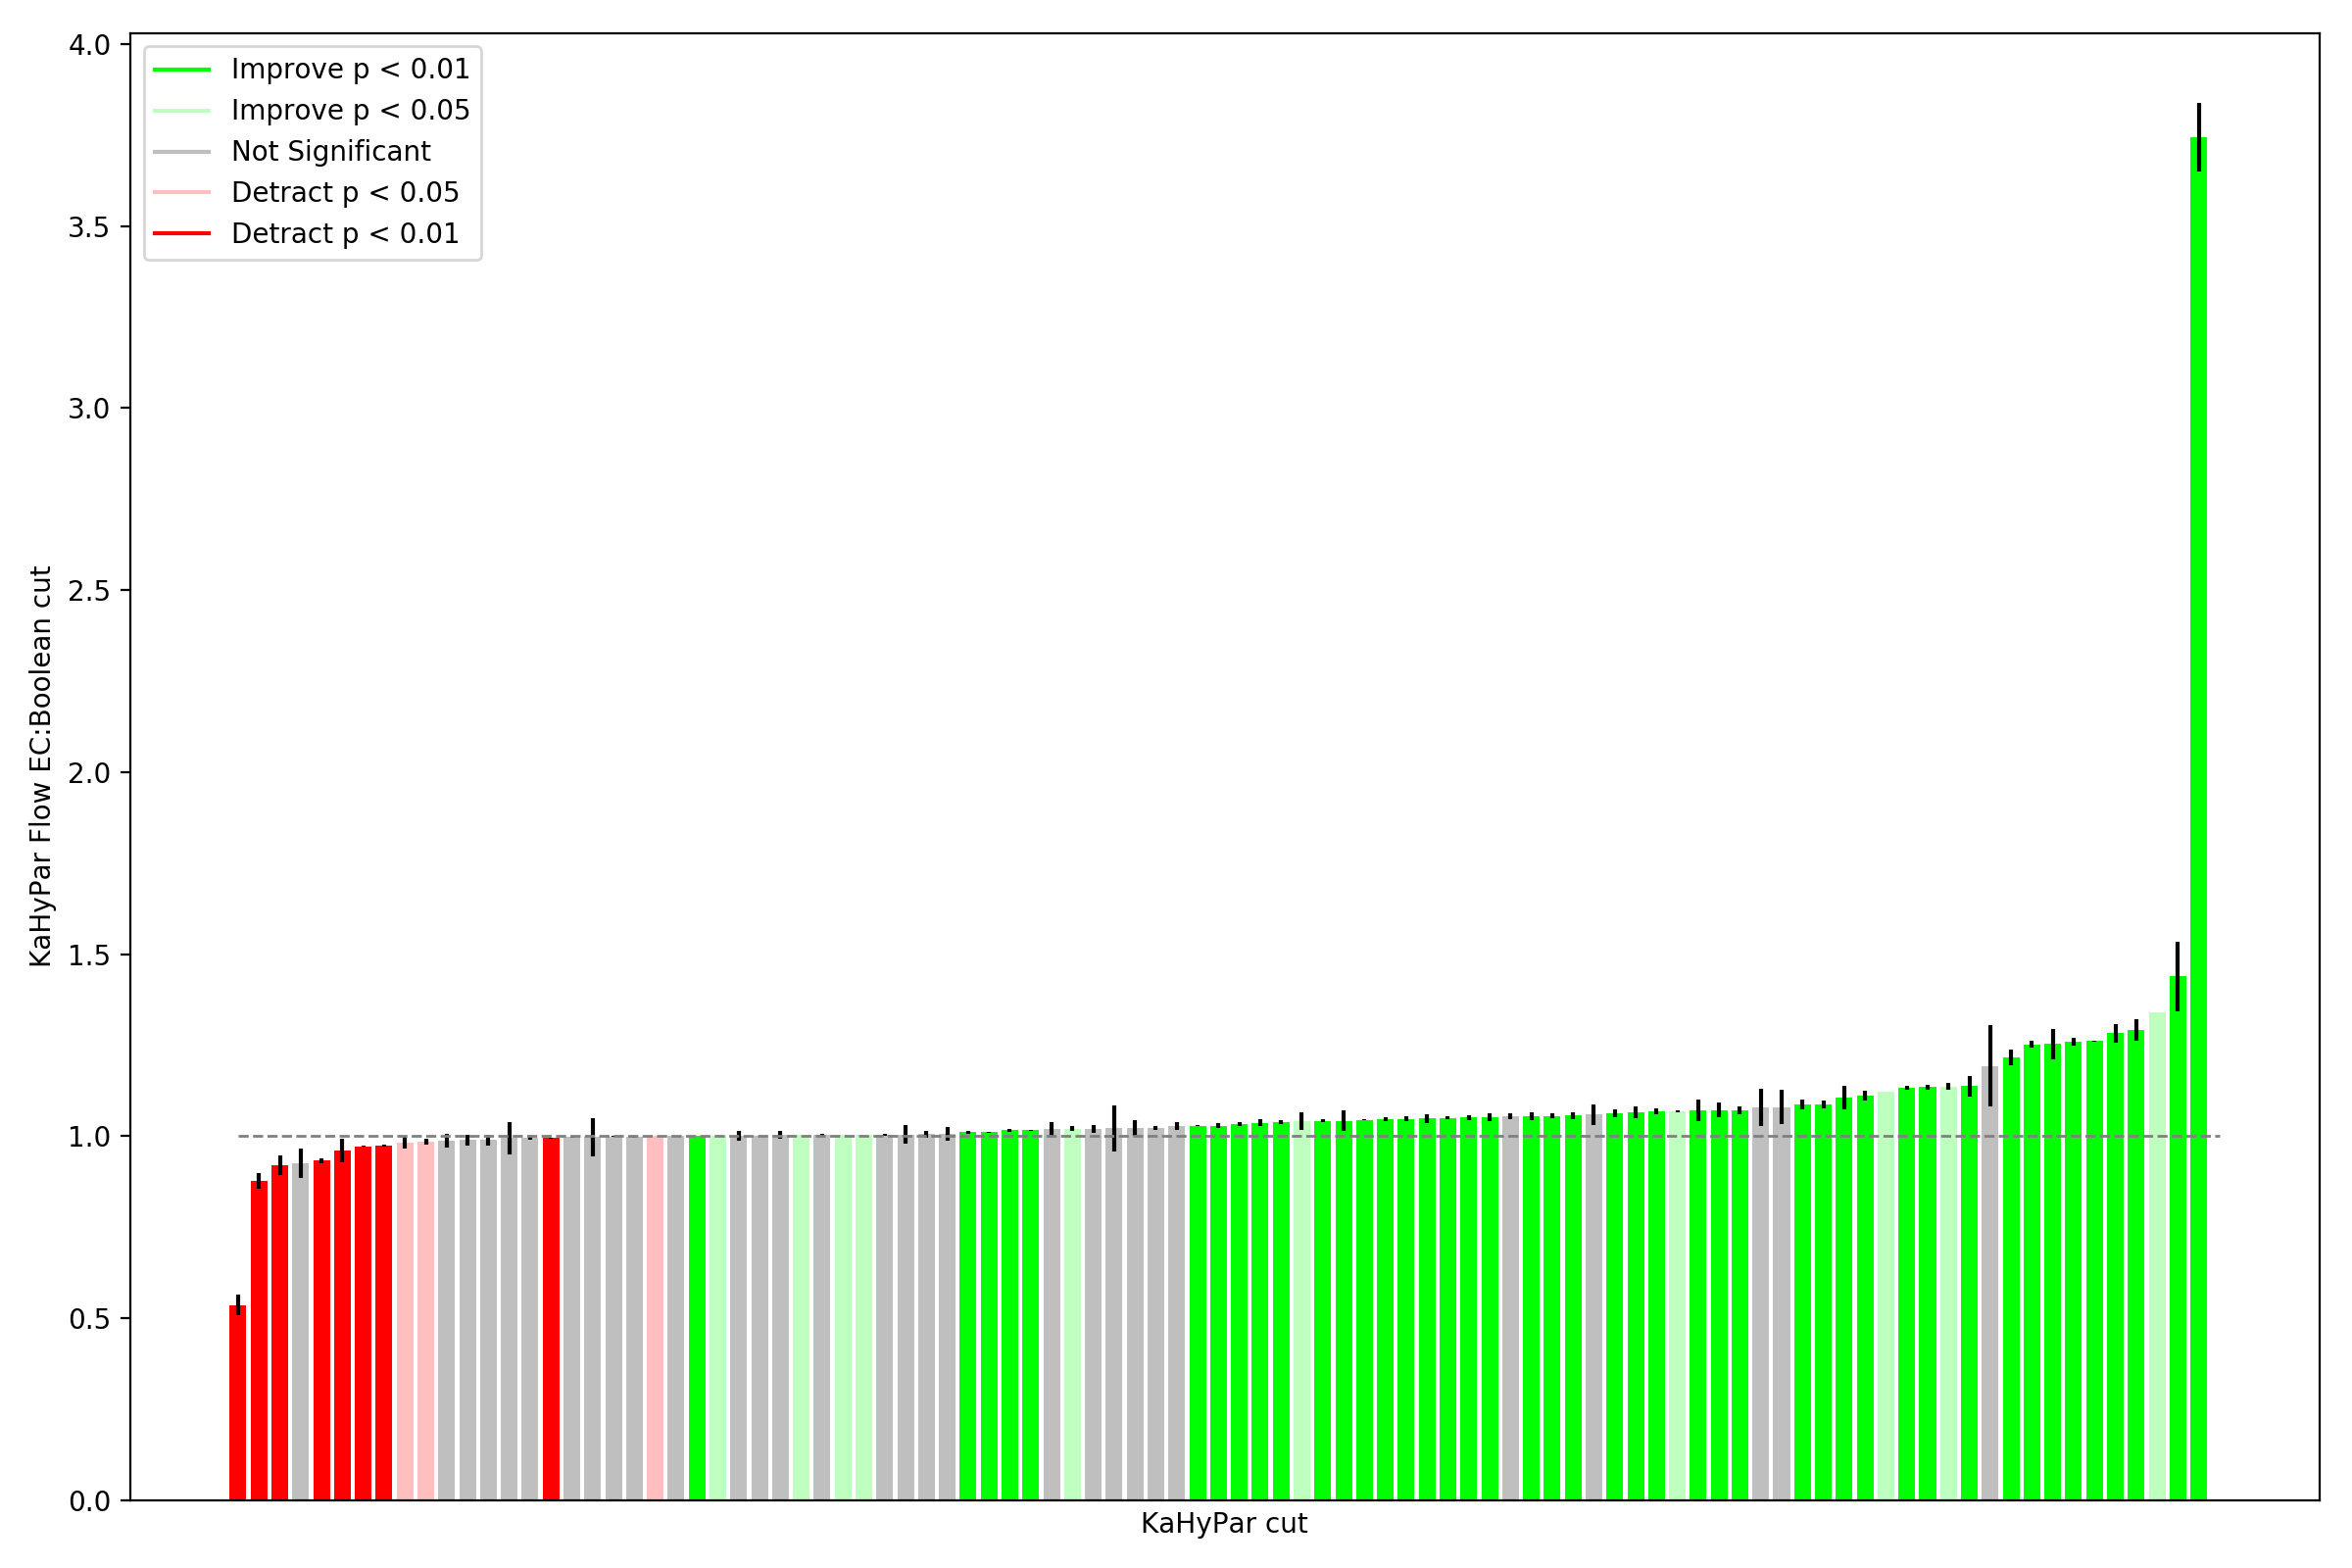 4.0
3.5
3.0
2.5
2.0
1.5
1.0
0.5
0.0
KaHyPar Flow EC:Boolean cut
Improve p < 0.01
Improve p < 0.05
Not Significant
Detract p < 0.05
Detract p < 0.01
KaHyPar cut